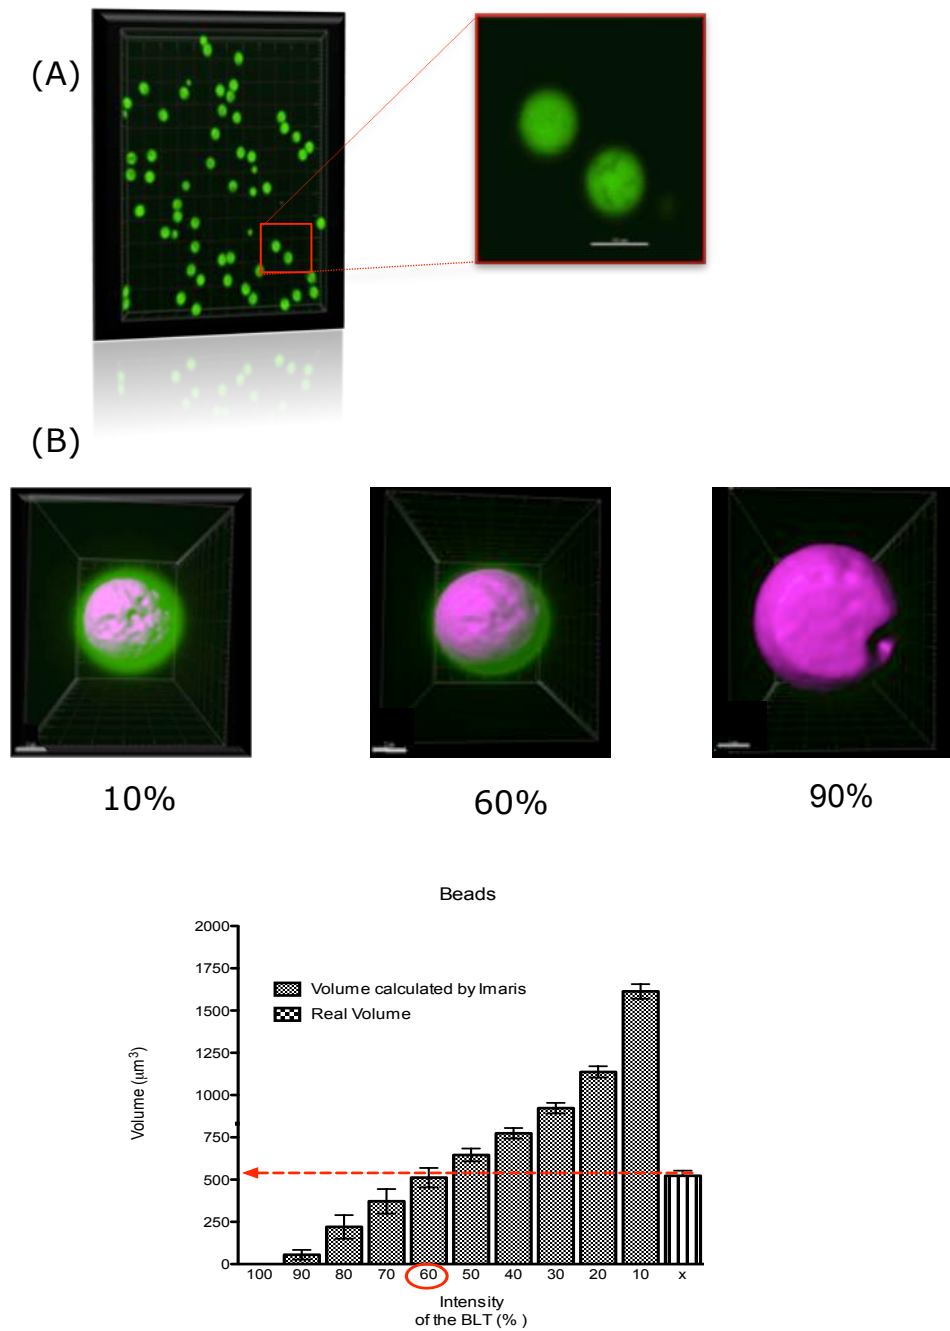 (A)
(B)
10%
60%
90%
Beads
2000
1750
1500
1250
1000
750
500
250
0
Volume (μm³)
Volume calculated by Imaris
Real Volume
100 90 80 70 60 50 40 30 20 10 x
Intensity
of the BLT (% )